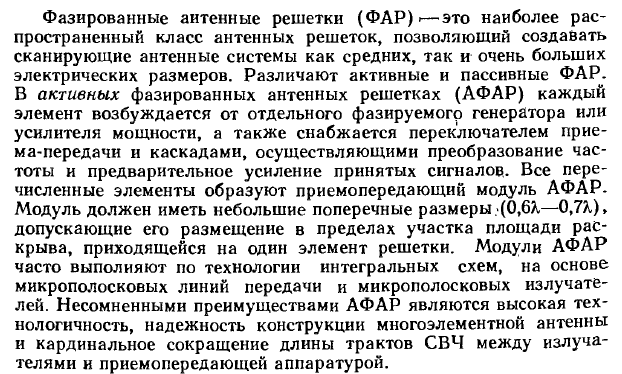 Фазированные антенные решетки (ФАР) — это наиболее рас-
пространенный класс антенных решеток, позволяющий создавать
сканирующие антенные системы как средних, так и очень больших
электрических размеров. Различают активные и пассивные ФАР.
В активных фазированных антенных решетках (АФАР) каждый
элемент возбуждается от отдельного фазируемого генератора или
усилителя мощности, а также снабжается переключателем прие-
ма-передачи и каскадами, осуществляющими преобразование час-
тоты и предварительное усиление принятых сигналов. Все пере-
численные элементы образуют приемопередающий модуль АФАР.
Модуль должен иметь небольшие поперечные размеры (0,6λ—0,7λ),
допускающие его размещение в пределах участка площади рас-
крыва, приходящейся на один элемент решетки. Модули АФАР
часто выполняют по технологии интегральных схем, на основе
микрополосковых линий передачи и микрополосковых излучате-
лей. Несомненными преимуществами АФАР являются высокая тех-
нологичность, надежность конструкции многоэлементной антенны
и кардинальное сокращение длины трактов СВЧ между излуча-
телями и приемопередающей аппаратурой.